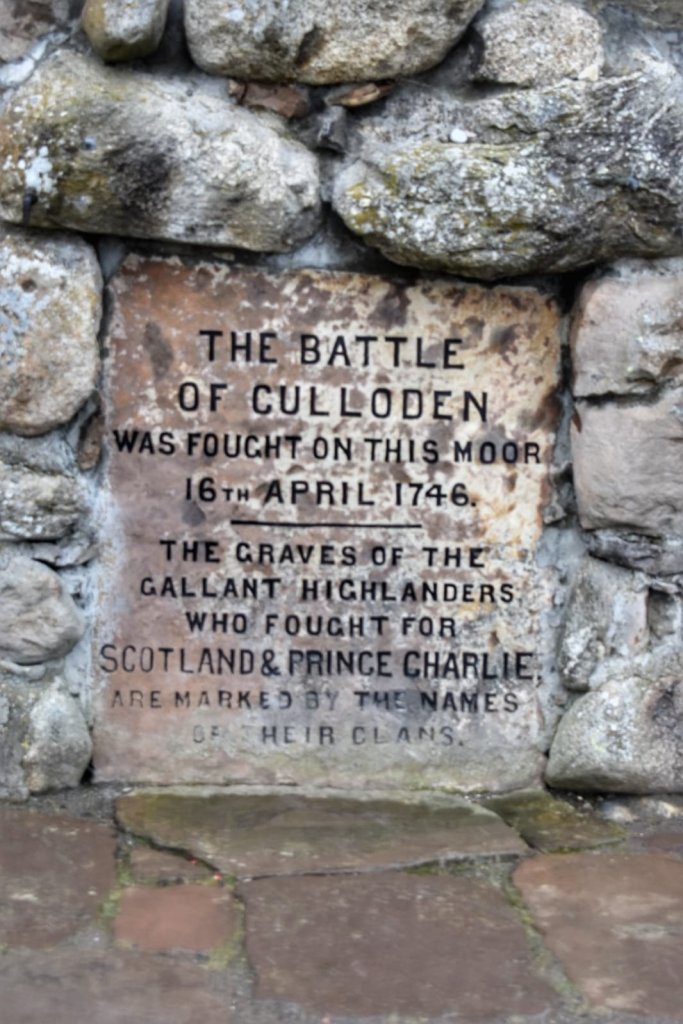 THE BATTLE
OF CULLODEN
WAS FOUGHT ON THIS MOOR
16TH APRIL 1746.
THE GRAVES OF THE
GALLANT HIGHLANDERS
WHO FOUGHT FOR
SCOTLAND & PRINCE CHARLIE.
ARE MARKED BY THE NAMES
OF THEIR CLANS.